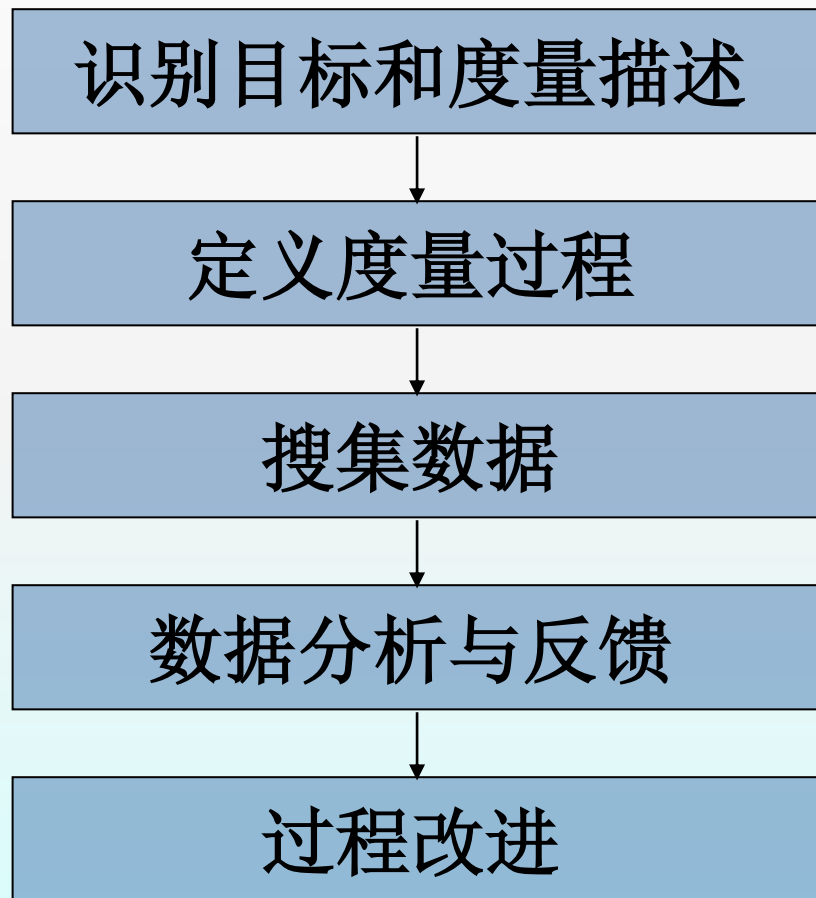 识别目标和度量描述
定义度量过程
搜集数据
数据分析与反馈
过程改进